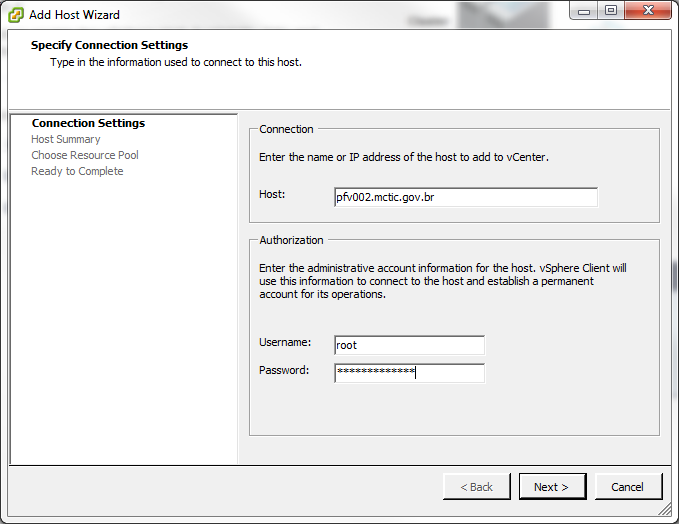 Add Host Wizard
Specify Connection Settings
Type in the information used to connect to this host.
Connection Settings
Host Summary
Choose Resource Pool
Ready to Complete
Connection
Enter the name or IP address of the host to add to vCenter.
Host: pfv002.mctic.gov.br
Authorization
Enter the administrative account information for the host. vSphere Client will
use this information to connect to the host and establish a permanent
account for its operations.
Username: root
Password: *************
< Back Next > Cancel